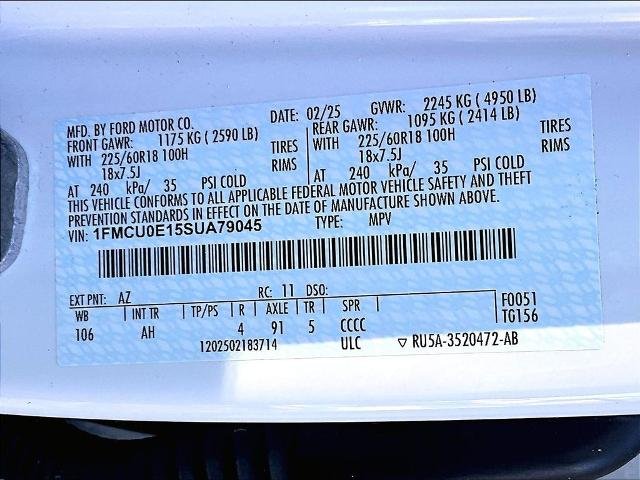 MFD. BY FORD MOTOR CO. DATE: 02/25 GVWR: 2245 KG ( 4950 LB)
FRONT GAWR: 1175 KG ( 2590 LB) REAR GAWR: 1095 KG ( 2414 LB)
WITH 225/60R18 100H TIRES WITH 225/60R18 100H TIRES
18x7.5J RIMS 18x7.5J RIMS
AT 240 kPa/ 35 PSI COLD AT 240 kPa/ 35 PSI COLD
THIS VEHICLE CONFORMS TO ALL APPLICABLE FEDERAL MOTOR VEHICLE SAFETY AND THEFT
PREVENTION STANDARDS IN EFFECT ON THE DATE OF MANUFACTURE SHOWN ABOVE.
VIN: 1FMCU0E15SUA79045 TYPE: MPV
EXT PNT: AZ RC: 11 DSO: F0051
WB INT TR TP/PS R AXLE TR SPR TG156
106 AH 4 91 5 CCCC
1202502183714 ULC ▽ RU5A-3520472-AB